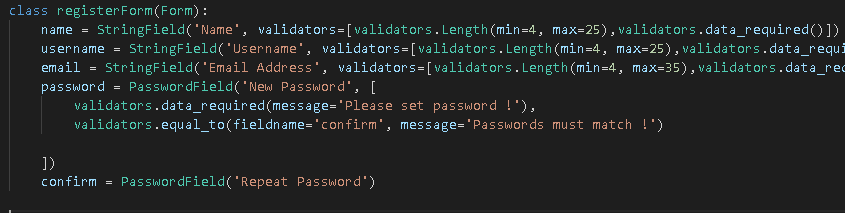 class registerForm(Form):
name = StringField('Name', validators=[validators.Length(min=4, max=25),validators.data_required()])
username = StringField('Username', validators=[validators.Length(min=4, max=25),validators.data_requi
email = StringField('Email Address', validators=[validators.Length(min=4, max=35),validators.data_req
password = PasswordField('New Password', [
validators.data_required(message='Please set password !'),
validators.equal_to(fieldname='confirm', message='Passwords must match !')
])
confirm = PasswordField('Repeat Password')